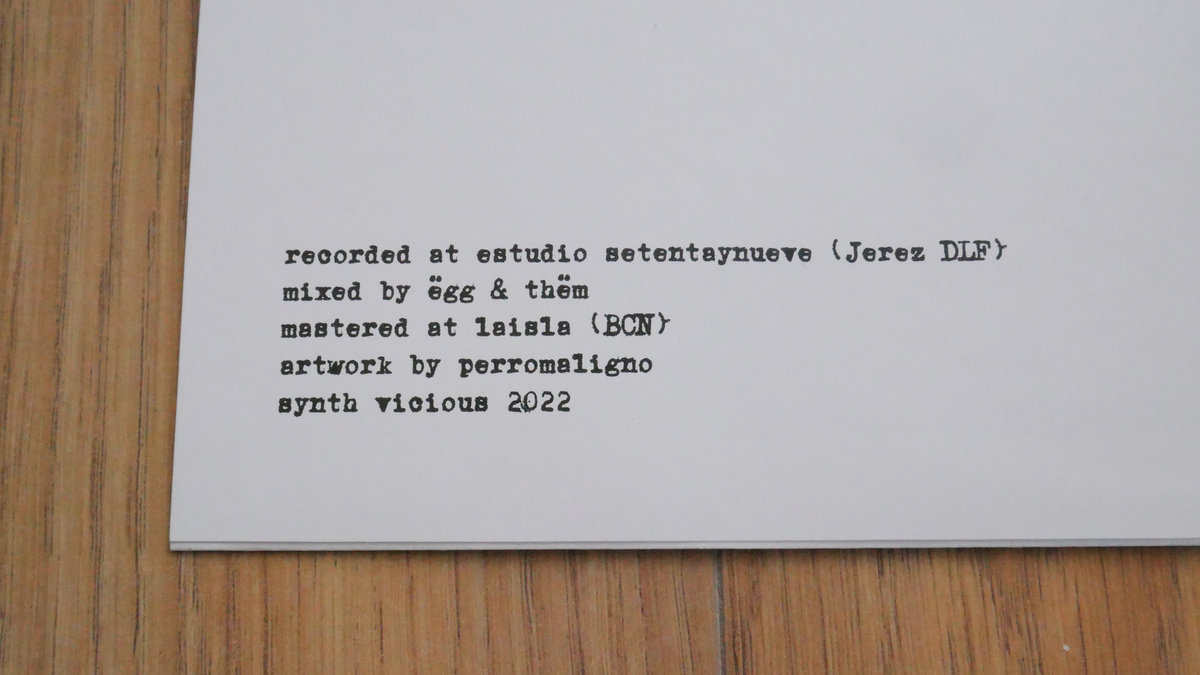 recorded at estudio setentaynueve (Jerez DLF)
mixed by ëgg & thëm
mastered at laisla (BCN)
artwork by perromaligno
synth vicious 2022